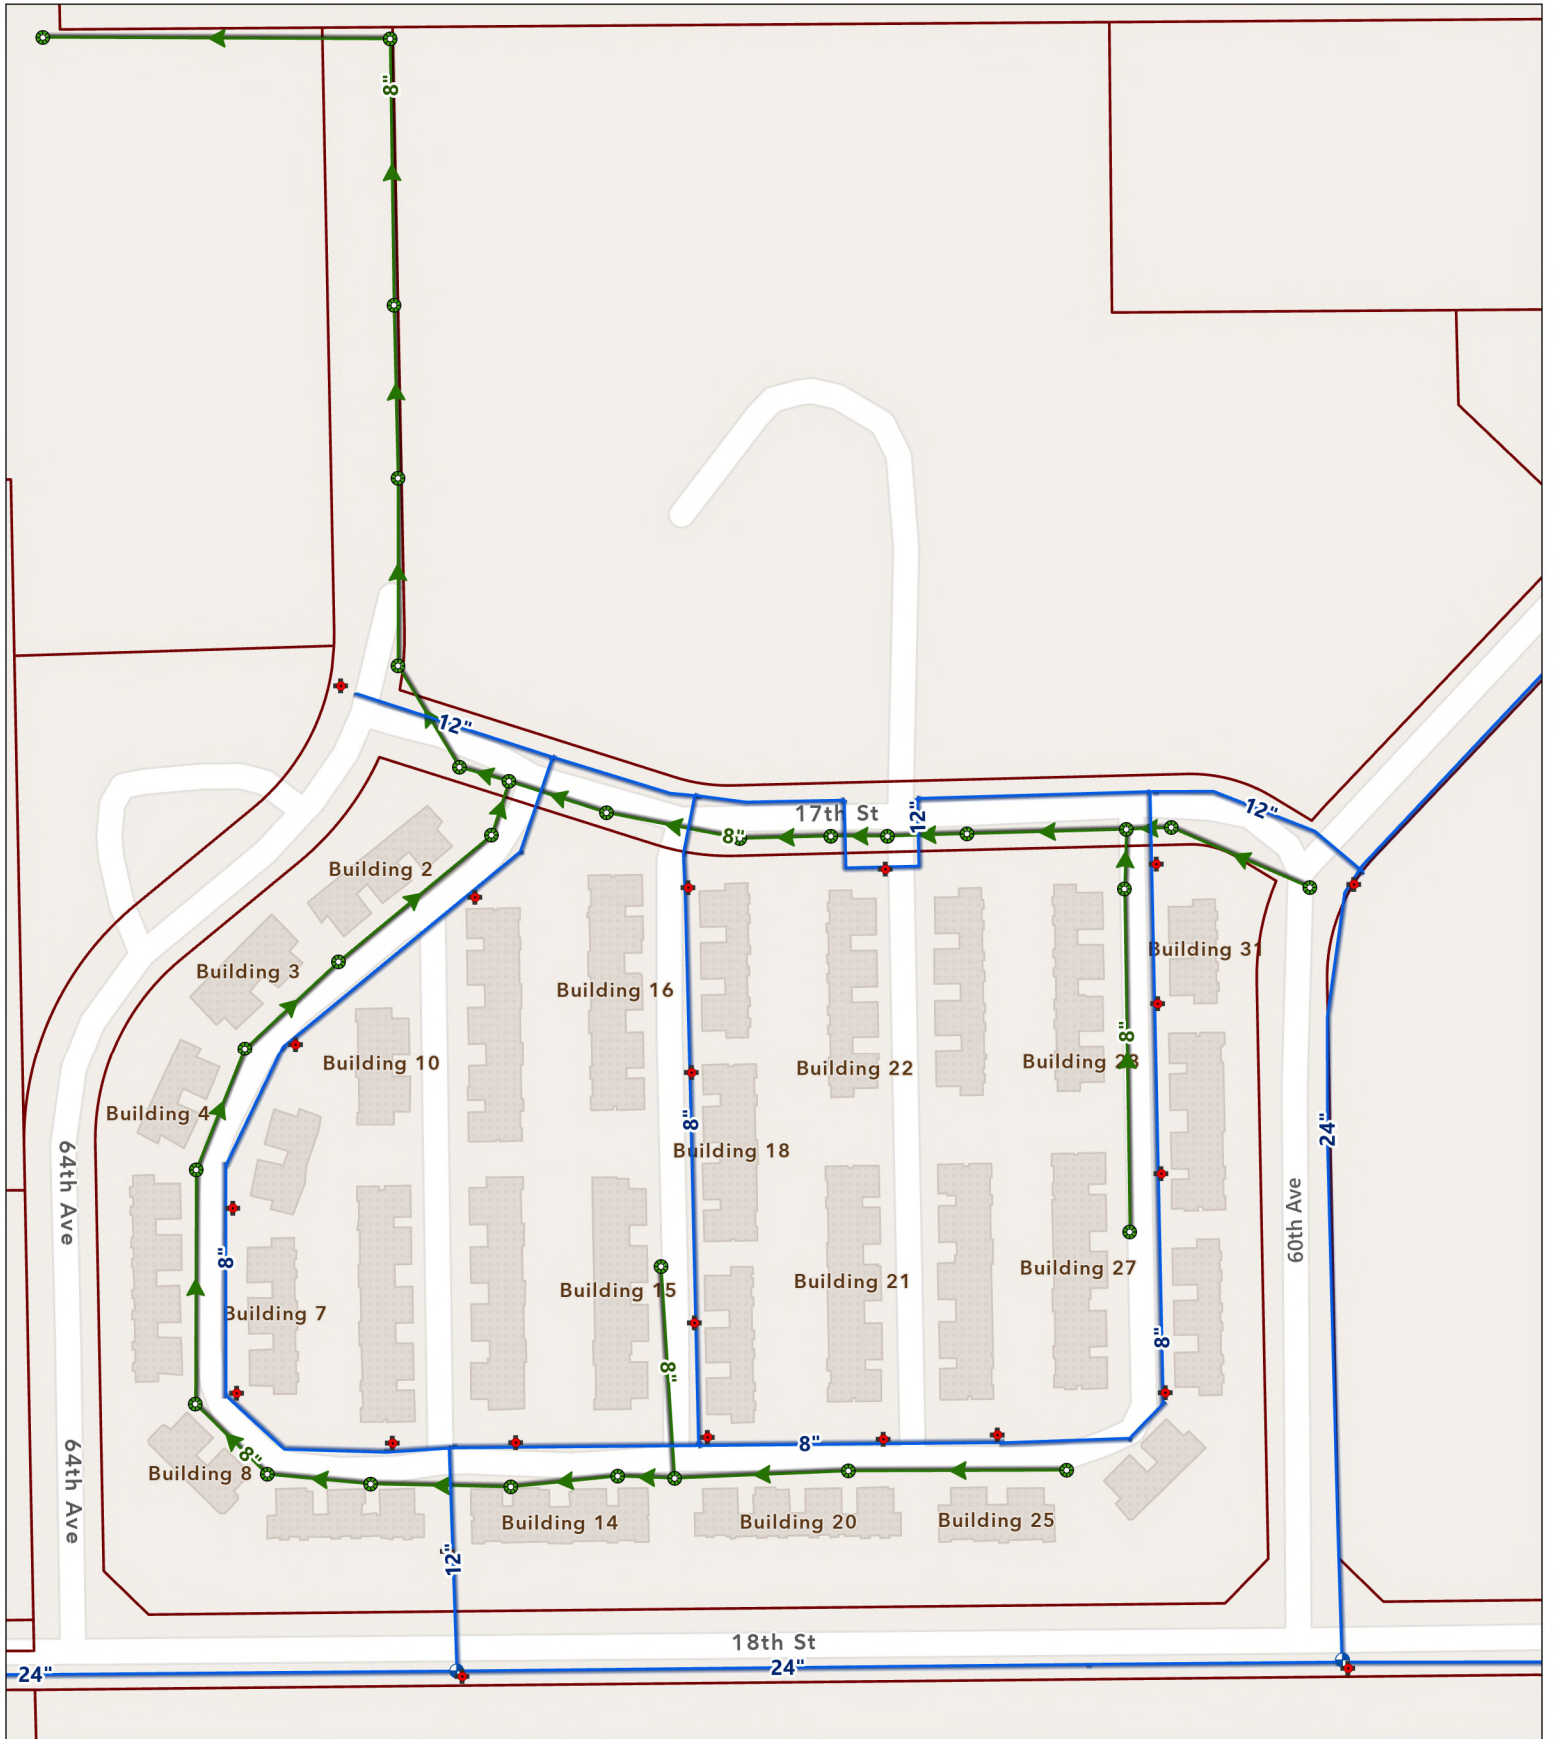 8"
12"
12"
17th St
12"
8"
Building 2
Building 31
Building 3
Building 16
8"
Building 10
Building 22
Building 28
Building 4
8"
24"
Building 18
64th Ave
60th Ave
8"
Building 15
Building 21
Building 27
Building 7
8"
8"
8"
8"
Building 8
64th Ave
Building 14
Building 20
Building 25
12"
18th St
24"
24"